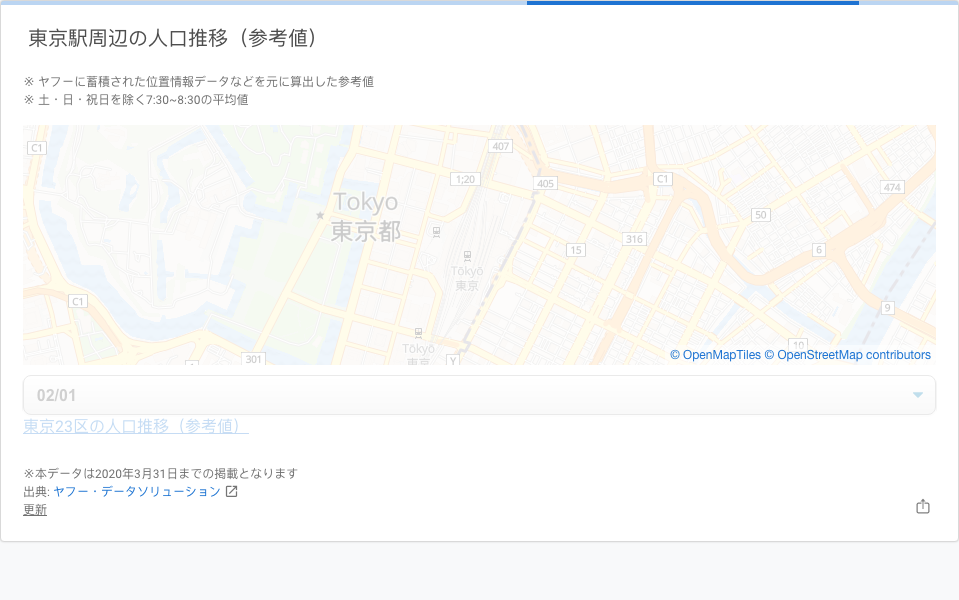 東京駅周辺の人口推移（参考値）
※ ヤフーに蓄積された位置情報データなどを元に算出した参考値
※ 土・日・祝日を除く7:30~8:30の平均値
C1
407
1;20
405
C1
474
Tokyo
東京都
50
316
15
6
Tōkyō
東京
C1
9
10
Tōkyō
東京
301
1
Y
© OpenMapTiles © OpenStreetMap contributors
02/01
東京23区の人口推移（参考値）
※本データは2020年3月31日までの掲載となります
出典: ヤフー・データソリューション
更新